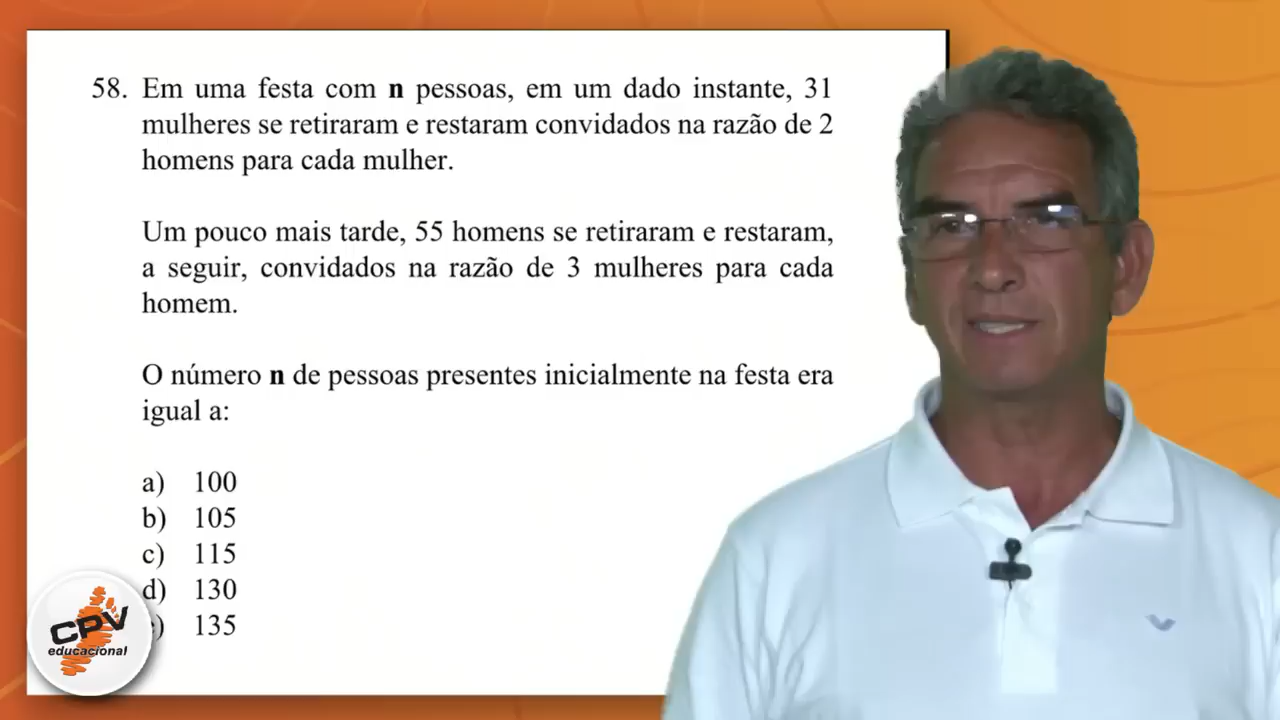 58. Em uma festa com n pessoas, em um dado instante, 31
mulheres se retiraram e restaram convidados na razão de 2
homens para cada mulher.
Um pouco mais tarde, 55 homens se retiraram e restaram,
a seguir, convidados na razão de 3 mulheres para cada
homem.
O número n de pessoas presentes inicialmente na festa era
igual a:
a) 100
b) 105
c) 115
d) 130
) 135
CPV
educacional